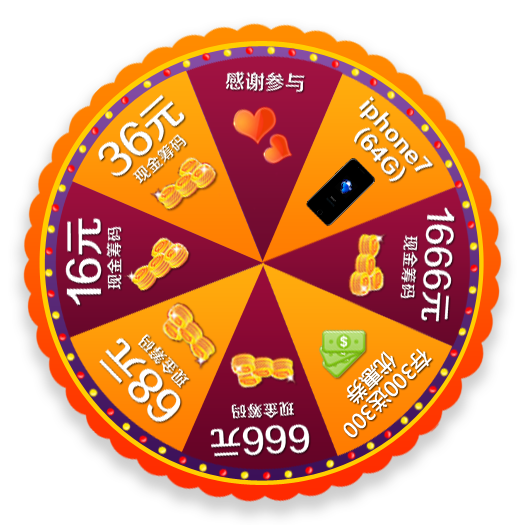 感谢参与
iphone7
(64G)
1666元
现金筹码
存300送300
优惠券
666元
现金筹码
68元
现金筹码
16元
现金筹码
36元
现金筹码
$